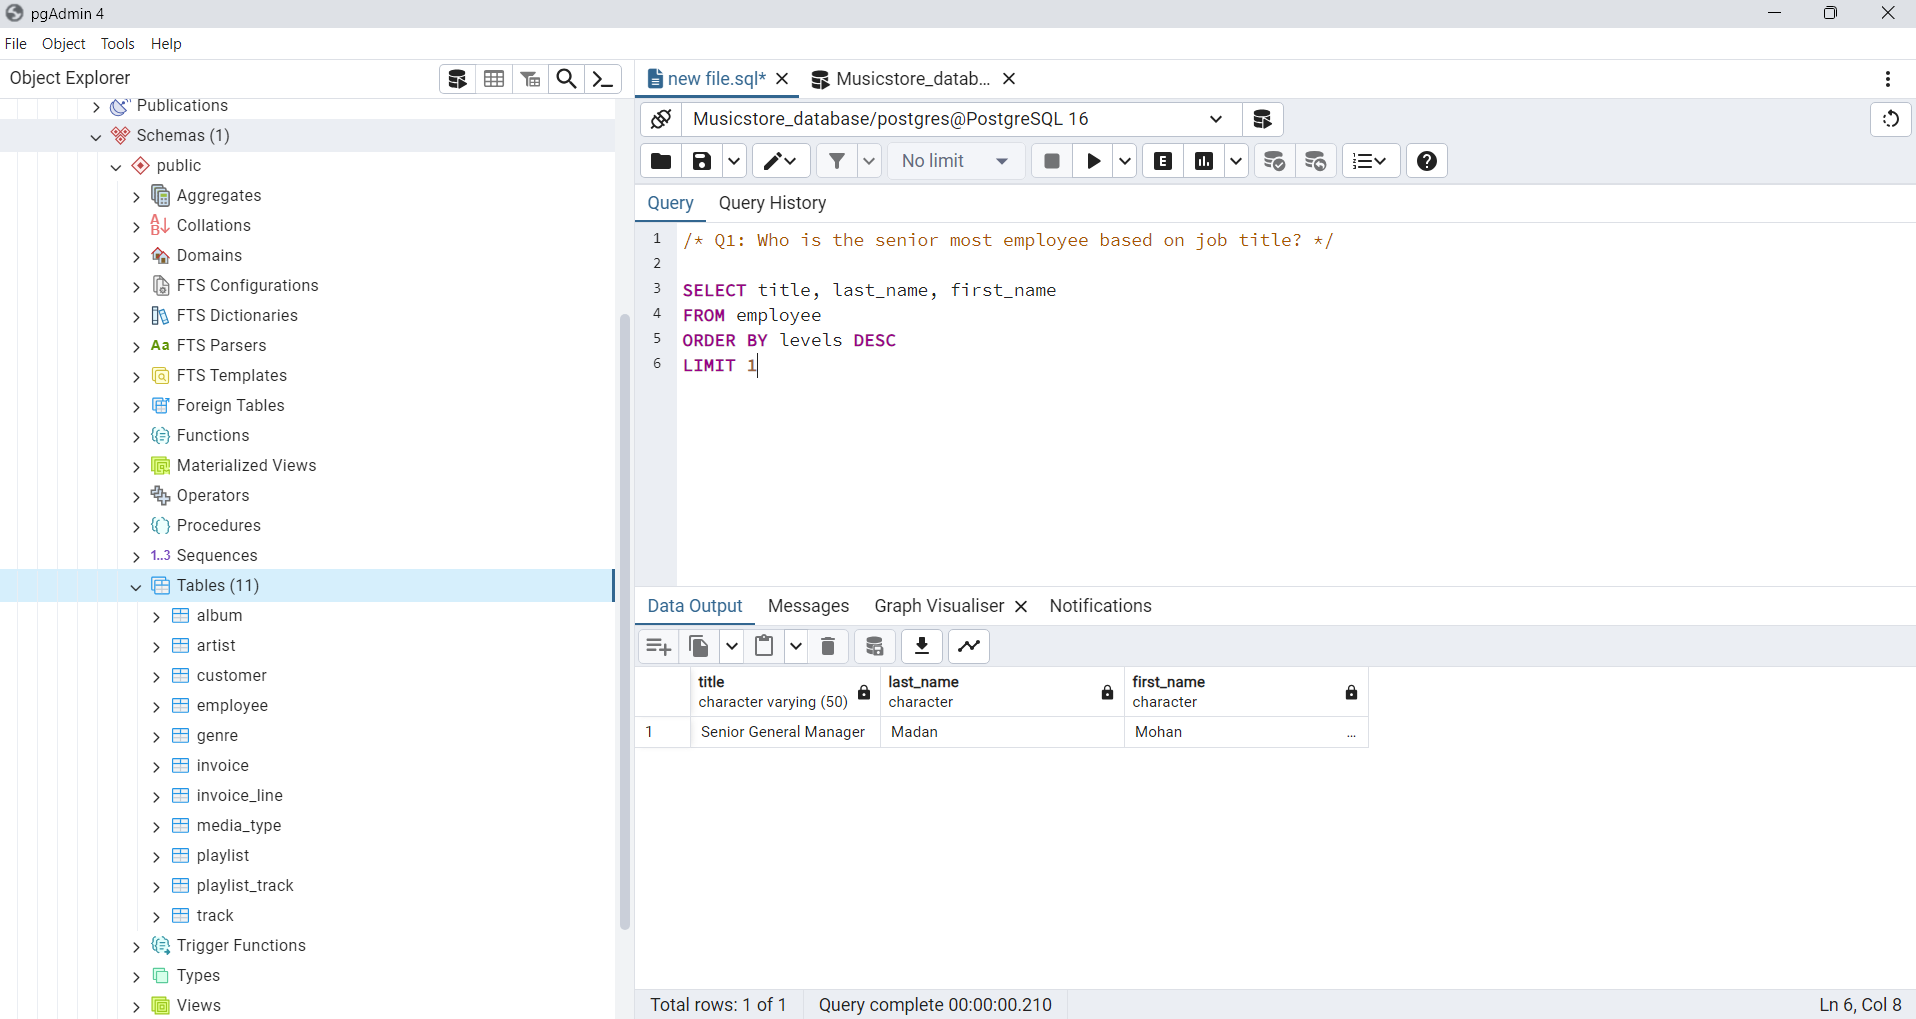 pgAdmin 4
File Object Tools Help
Object Explorer
Publications
Schemas (1)
public
Aggregates
Collations
Domains
FTS Configurations
FTS Dictionaries
Aa FTS Parsers
FTS Templates
Foreign Tables
Functions
Materialized Views
Operators
Procedures
1..3 Sequences
Tables (11)
album
artist
customer
employee
genre
invoice
invoice_line
media_type
playlist
playlist_track
track
Trigger Functions
Types
Views
new file.sql* Musicstore_datab...
Musicstore_database/postgres@PostgreSQL 16
No limit E
Query Query History
1 /* Q1: Who is the senior most employee based on job title? */
2
3 SELECT title, last_name, first_name
4 FROM employee
5 ORDER BY levels DESC
6 LIMIT 1
Data Output Messages Graph Visualiser Notifications
title last_name first_name
character varying (50) character character
1 Senior General Manager Madan Mohan ...
Total rows: 1 of 1 Query complete 00:00:00.210 Ln 6, Col 8